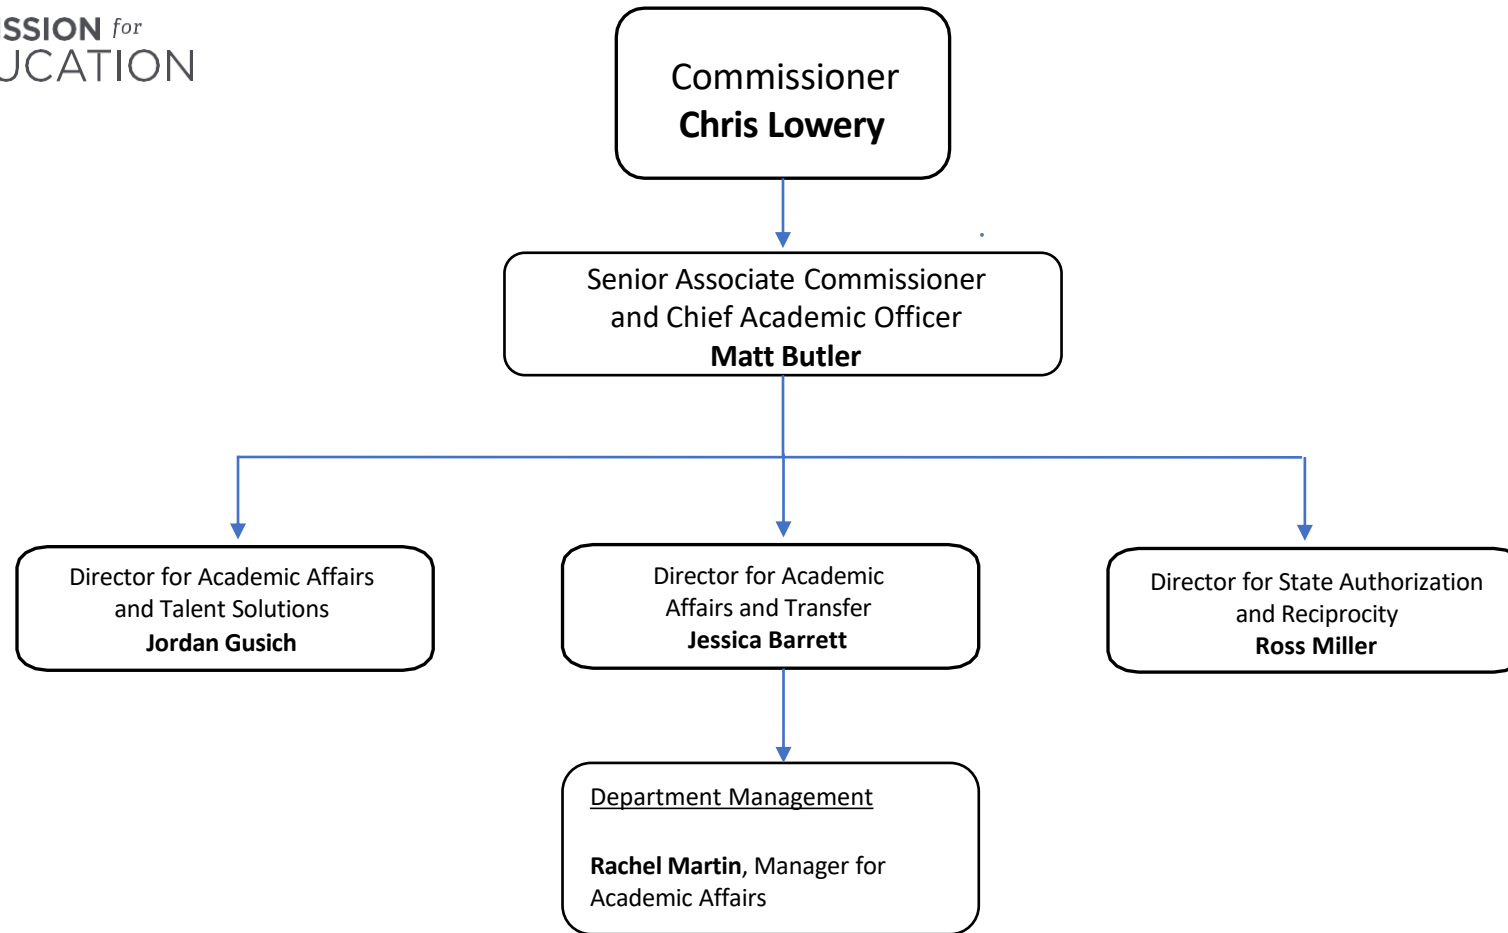 for
Commissioner
Chris Lowery
Senior Associate Commissioner
and Chief Academic Officer
Matt Butler
Director for Academic Affairs
and Talent Solutions
Jordan Gusich
Director for Academic
Affairs and Transfer
Jessica Barrett
Director for State Authorization
and Reciprocity
Ross Miller
Department Management
Rachel Martin, Manager for
Academic Affairs